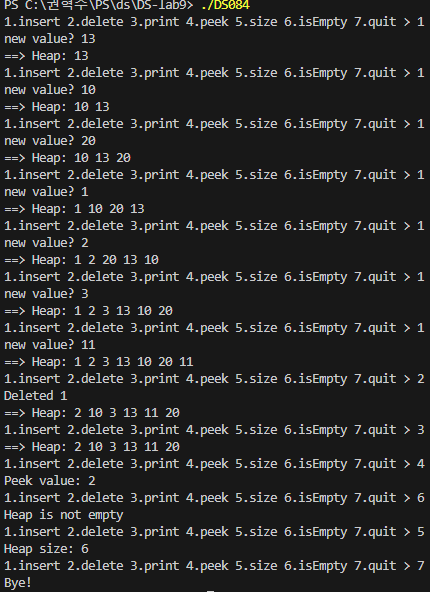 PS C:\권혁수\PS\ds\DS-lab9> ./DS084
1.insert 2.delete 3.print 4.peek 5.size 6.isEmpty 7.quit > 1
new value? 13
==> Heap: 13
1.insert 2.delete 3.print 4.peek 5.size 6.isEmpty 7.quit > 1
new value? 10
==> Heap: 10 13
1.insert 2.delete 3.print 4.peek 5.size 6.isEmpty 7.quit > 1
new value? 20
==> Heap: 10 13 20
1.insert 2.delete 3.print 4.peek 5.size 6.isEmpty 7.quit > 1
new value? 1
==> Heap: 1 10 20 13
1.insert 2.delete 3.print 4.peek 5.size 6.isEmpty 7.quit > 1
new value? 2
==> Heap: 1 2 20 13 10
1.insert 2.delete 3.print 4.peek 5.size 6.isEmpty 7.quit > 1
new value? 3
==> Heap: 1 2 3 13 10 20
1.insert 2.delete 3.print 4.peek 5.size 6.isEmpty 7.quit > 1
new value? 11
==> Heap: 1 2 3 13 10 20 11
1.insert 2.delete 3.print 4.peek 5.size 6.isEmpty 7.quit > 2
Deleted 1
==> Heap: 2 10 3 13 11 20
1.insert 2.delete 3.print 4.peek 5.size 6.isEmpty 7.quit > 3
==> Heap: 2 10 3 13 11 20
1.insert 2.delete 3.print 4.peek 5.size 6.isEmpty 7.quit > 4
Peek value: 2
1.insert 2.delete 3.print 4.peek 5.size 6.isEmpty 7.quit > 6
Heap is not empty
1.insert 2.delete 3.print 4.peek 5.size 6.isEmpty 7.quit > 5
Heap size: 6
1.insert 2.delete 3.print 4.peek 5.size 6.isEmpty 7.quit > 7
Bye!